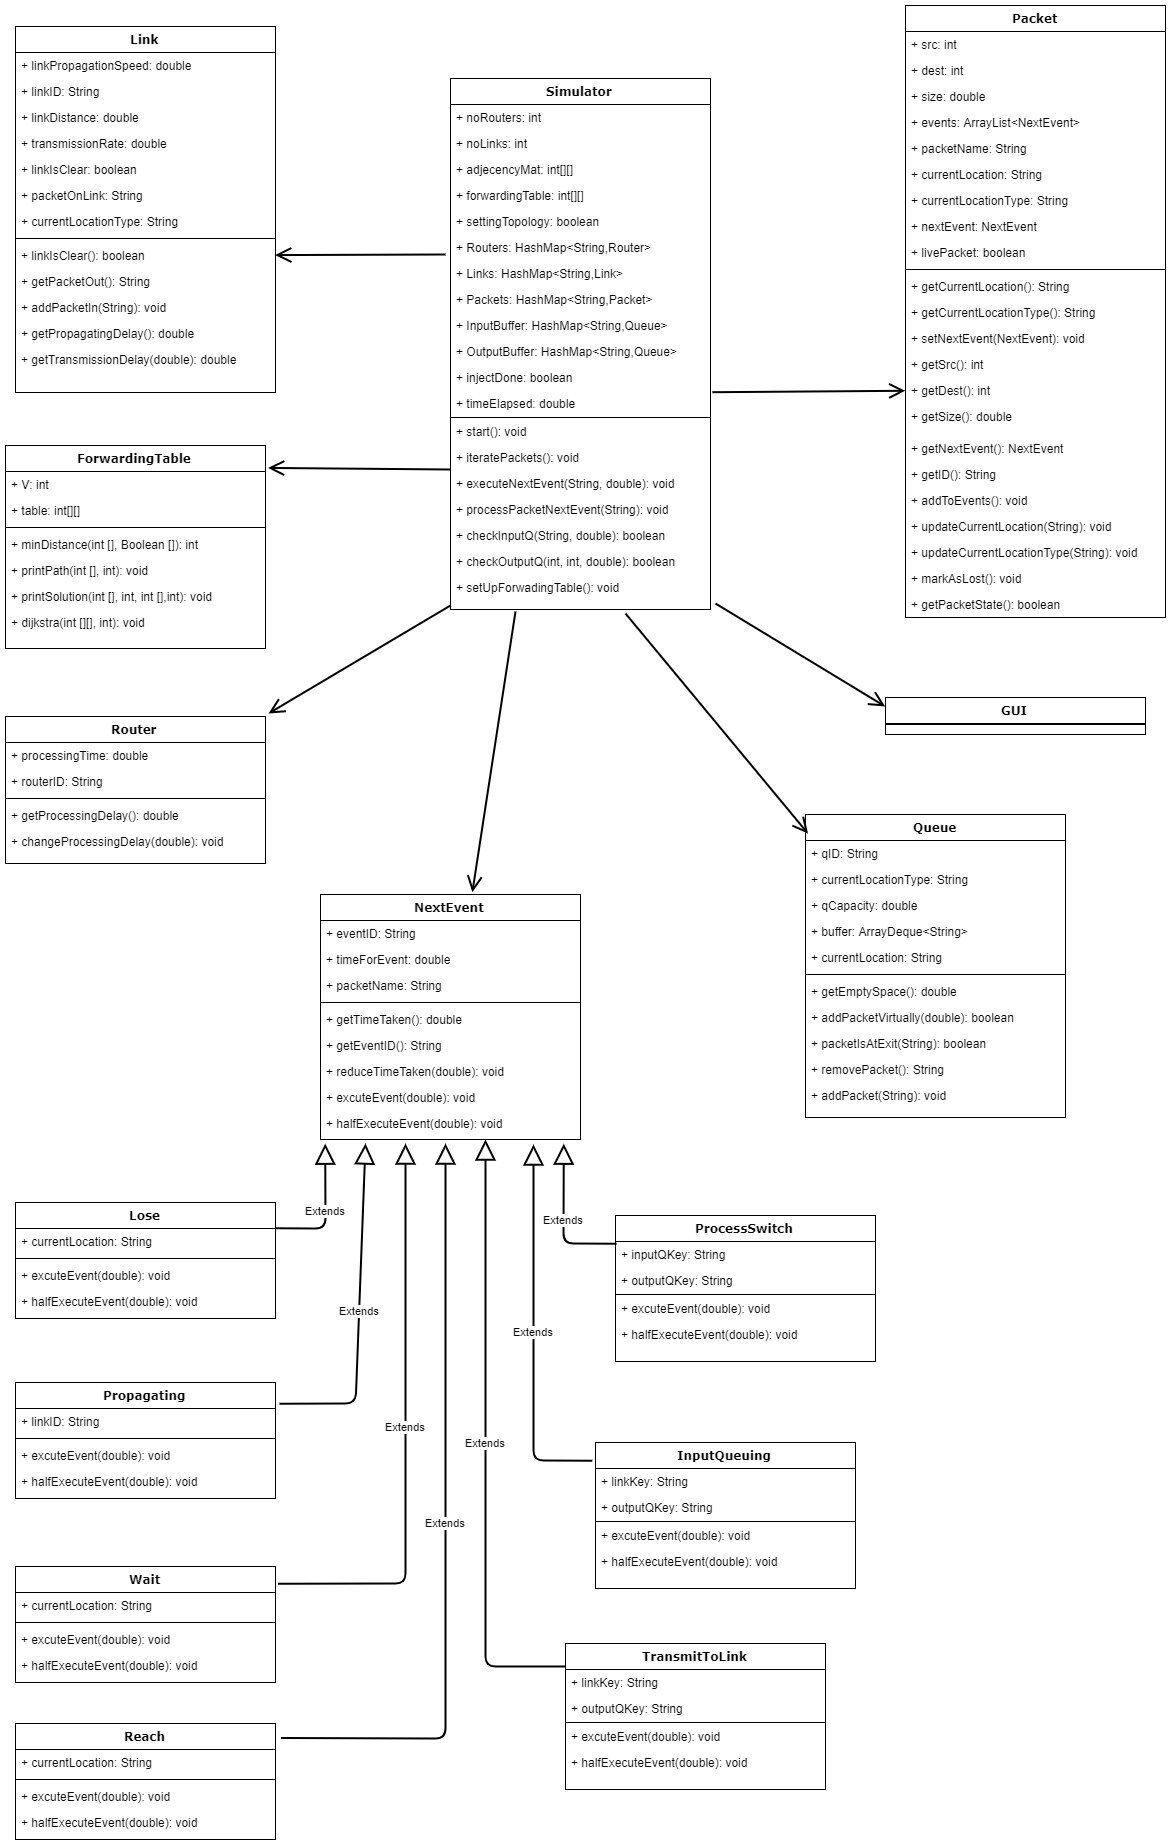 Link
+ linkPropagationSpeed: double
+ linkID: String
+ linkDistance: double
+ transmissionRate: double
+ linkIsClear: boolean
+ packetOnLink: String
+ currentLocationType: String
+ linkIsClear(): boolean
+ getPacketOut(): String
+ addPacketIn(String): void
+ getPropagatingDelay(): double
+ getTransmissionDelay(double): double
Simulator
+ noRouters: int
+ noLinks: int
+ adjecencyMat: int[][]
+ forwardingTable: int[][]
+ settingTopology: boolean
+ Routers: HashMap<String,Router>
+ Links: HashMap<String,Link>
+ Packets: HashMap<String,Packet>
+ InputBuffer: HashMap<String,Queue>
+ OutputBuffer: HashMap<String,Queue>
+ injectDone: boolean
+ timeElapsed: double
+ start(): void
+ iteratePackets(): void
+ executeNextEvent(String, double): void
+ processPacketNextEvent(String): void
+ checkInputQ(String, double): boolean
+ checkOutputQ(int, int, double): boolean
+ setUpForwadingTable(): void
Packet
+ src: int
+ dest: int
+ size: double
+ events: ArrayList<NextEvent>
+ packetName: String
+ currentLocation: String
+ currentLocationType: String
+ nextEvent: NextEvent
+ livePacket: boolean
+ getCurrentLocation(): String
+ getCurrentLocationType(): String
+ setNextEvent(NextEvent): void
+ getSrc(): int
+ getDest(): int
+ getSize(): double
+ getNextEvent(): NextEvent
+ getID(): String
+ addToEvents(): void
+ updateCurrentLocation(String): void
+ updateCurrentLocationType(String): void
+ markAsLost(): void
+ getPacketState(): boolean
ForwardingTable
+ V: int
+ table: int[][]
+ minDistance(int [], Boolean []): int
+ printPath(int [], int): void
+ printSolution(int [], int, int [],int): void
+ dijkstra(int [][], int): void
Router
+ processingTime: double
+ routerID: String
+ getProcessingDelay(): double
+ changeProcessingDelay(double): void
GUI
Queue
+ qID: String
+ currentLocationType: String
+ qCapacity: double
+ buffer: ArrayDeque<String>
+ currentLocation: String
+ getEmptySpace(): double
+ addPacketVirtually(double): boolean
+ packetIsAtExit(String): boolean
+ removePacket(): String
+ addPacket(String): void
NextEvent
+ eventID: String
+ timeForEvent: double
+ packetName: String
+ getTimeTaken(): double
+ getEventID(): String
+ reduceTimeTaken(double): void
+ excuteEvent(double): void
+ halfExecuteEvent(double): void
Extends
Extends
Extends
Extends
Extends
Extends
Extends
Lose
+ currentLocation: String
+ excuteEvent(double): void
+ halfExecuteEvent(double): void
ProcessSwitch
+ inputQKey: String
+ outputQKey: String
+ excuteEvent(double): void
+ halfExecuteEvent(double): void
Propagating
+ linkID: String
+ excuteEvent(double): void
+ halfExecuteEvent(double): void
InputQueuing
+ linkKey: String
+ outputQKey: String
+ excuteEvent(double): void
+ halfExecuteEvent(double): void
Wait
+ currentLocation: String
+ excuteEvent(double): void
+ halfExecuteEvent(double): void
TransmitToLink
+ linkKey: String
+ outputQKey: String
+ excuteEvent(double): void
+ halfExecuteEvent(double): void
Reach
+ currentLocation: String
+ excuteEvent(double): void
+ halfExecuteEvent(double): void